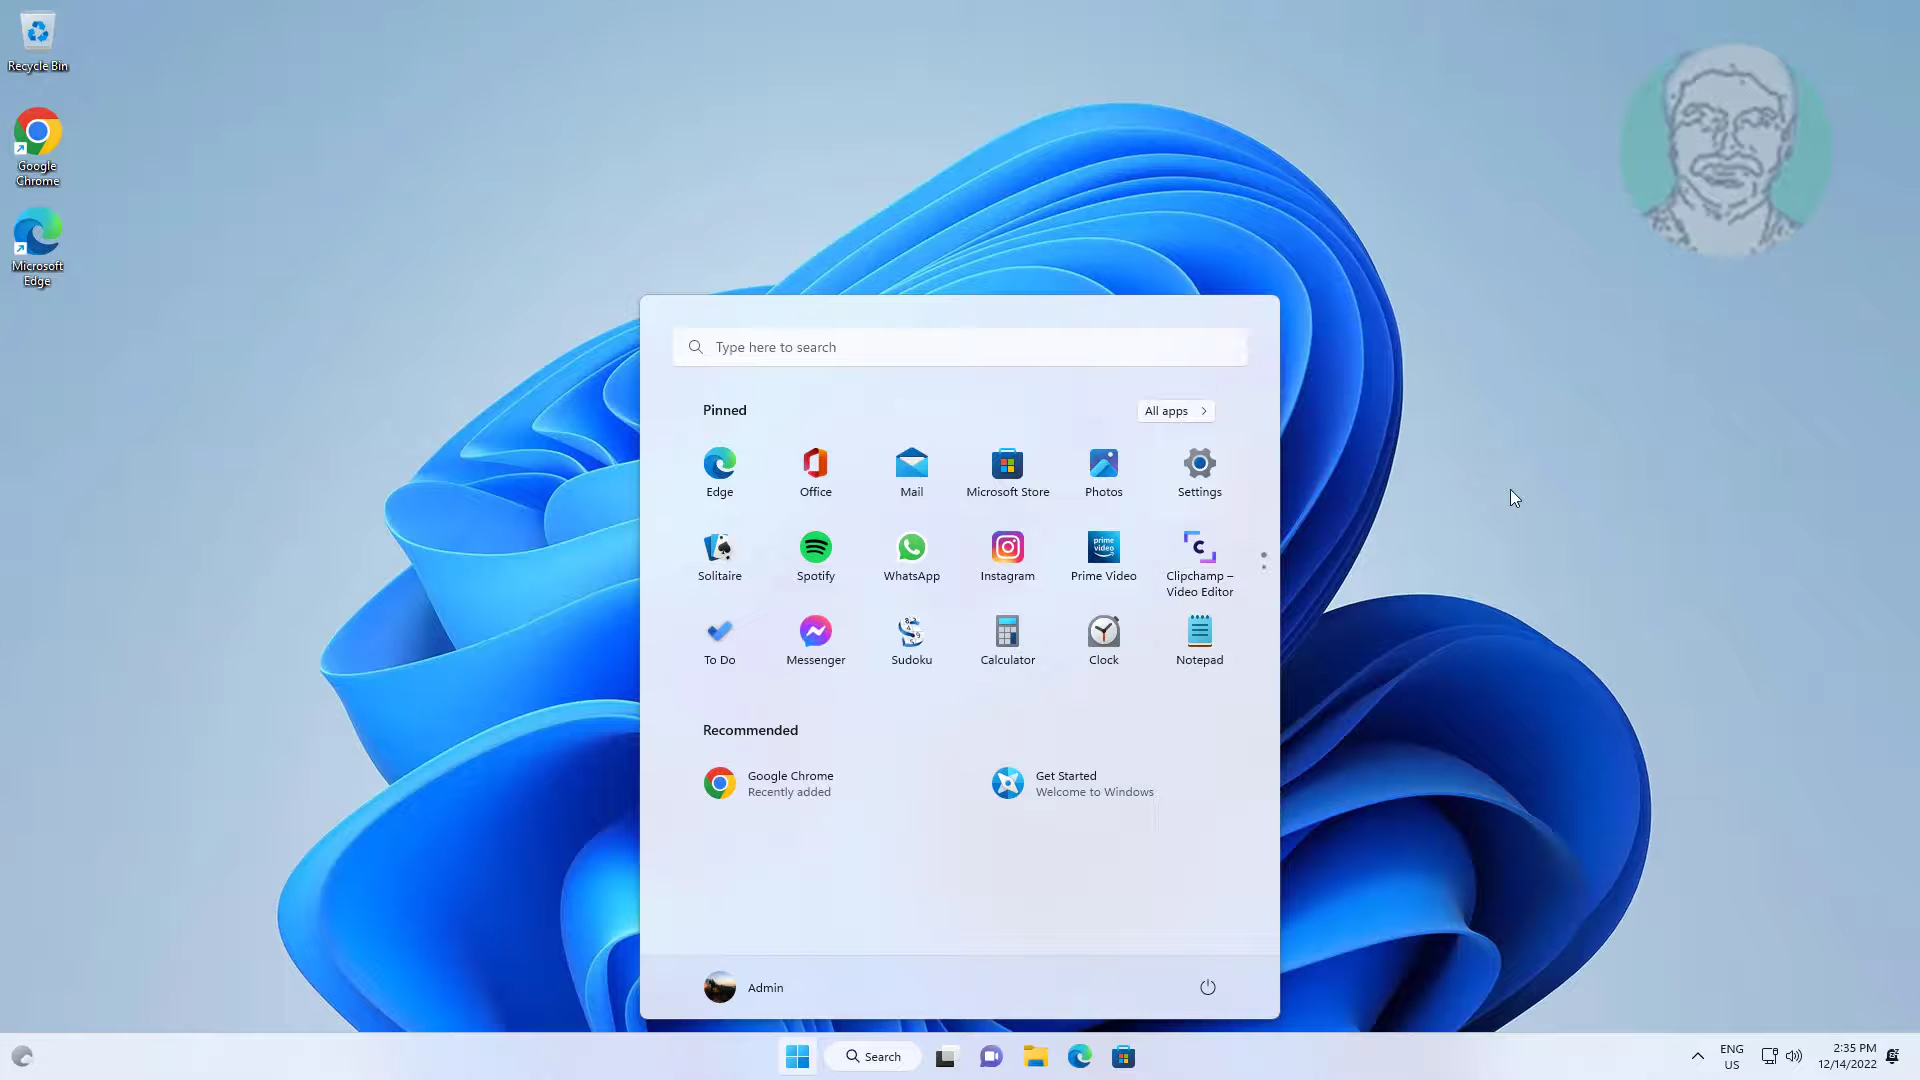 Recycle Bin
Google
Chrome
Microsoft
Edge
Type here to search
Pinned
All apps
Edge
Office
Mail
Microsoft Store
Photos
Settings
Solitaire
Spotify
WhatsApp
Instagram
prime
video
Prime Video
Clipchamp –
Video Editor
To Do
Messenger
Sudoku
Calculator
Clock
Notepad
Recommended
Google Chrome
Recently added
Get Started
Welcome to Windows
Admin
Search
ENG
US
2:35 PM
12/14/2022